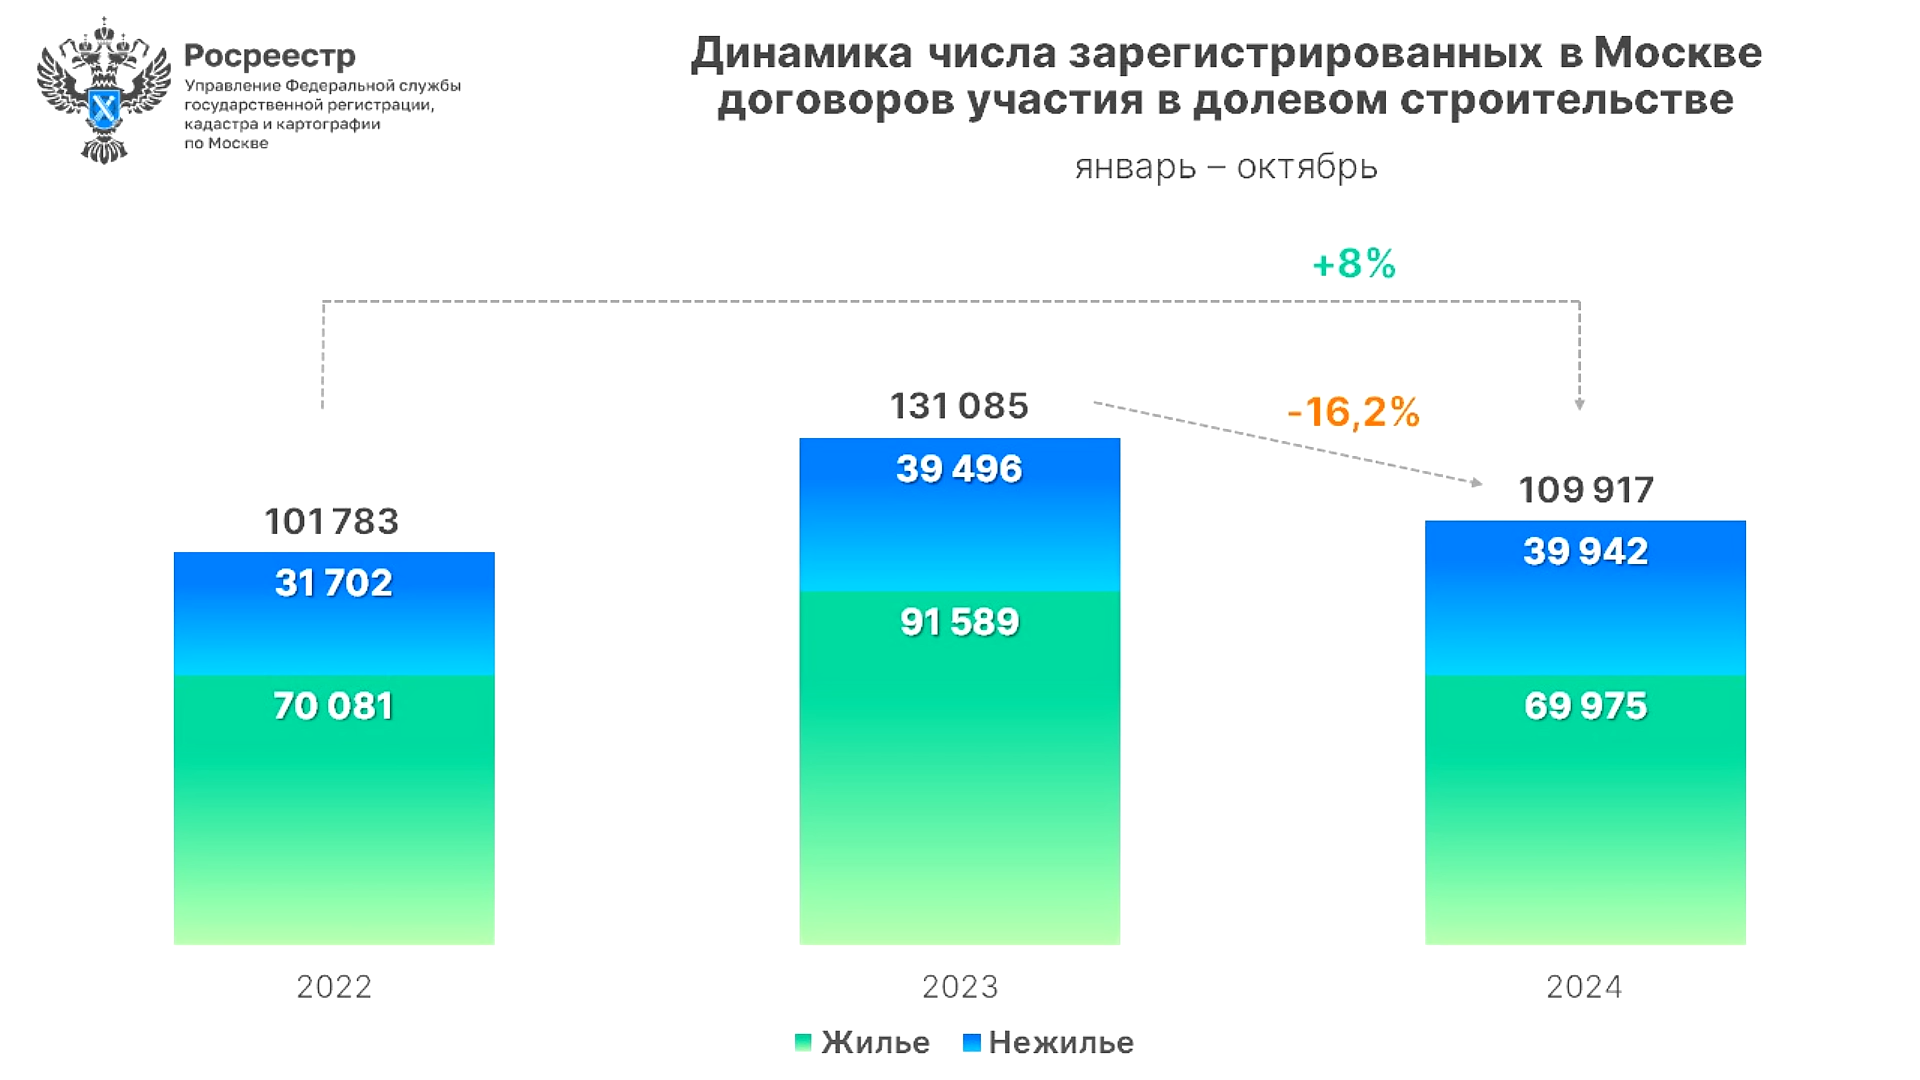 Росреестр
Управление Федеральной службы
государственной регистрации,
кадастра и картографии
по Москве
Динамика числа зарегистрированных в Москве
договоров участия в долевом строительстве
январь – октябрь
+8%
-16,2%
101 783
31 702
70 081
131 085
39 496
91 589
109 917
39 942
69 975
2022
2023
2024
Жилье
Нежилье